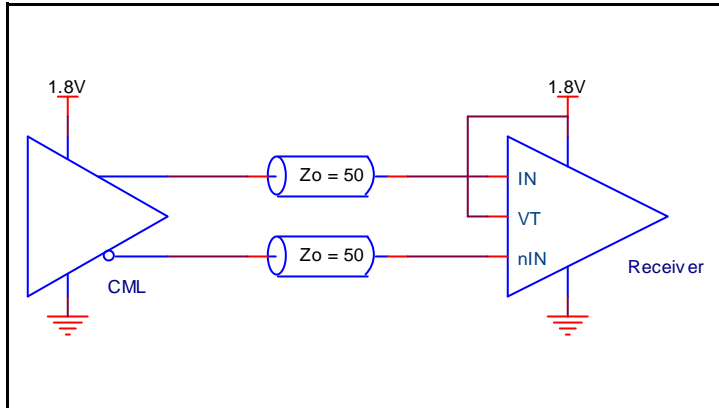 1.8V
1.8V
Zo = 50
IN
VT
Zo = 50
nIN
Receiver
CML